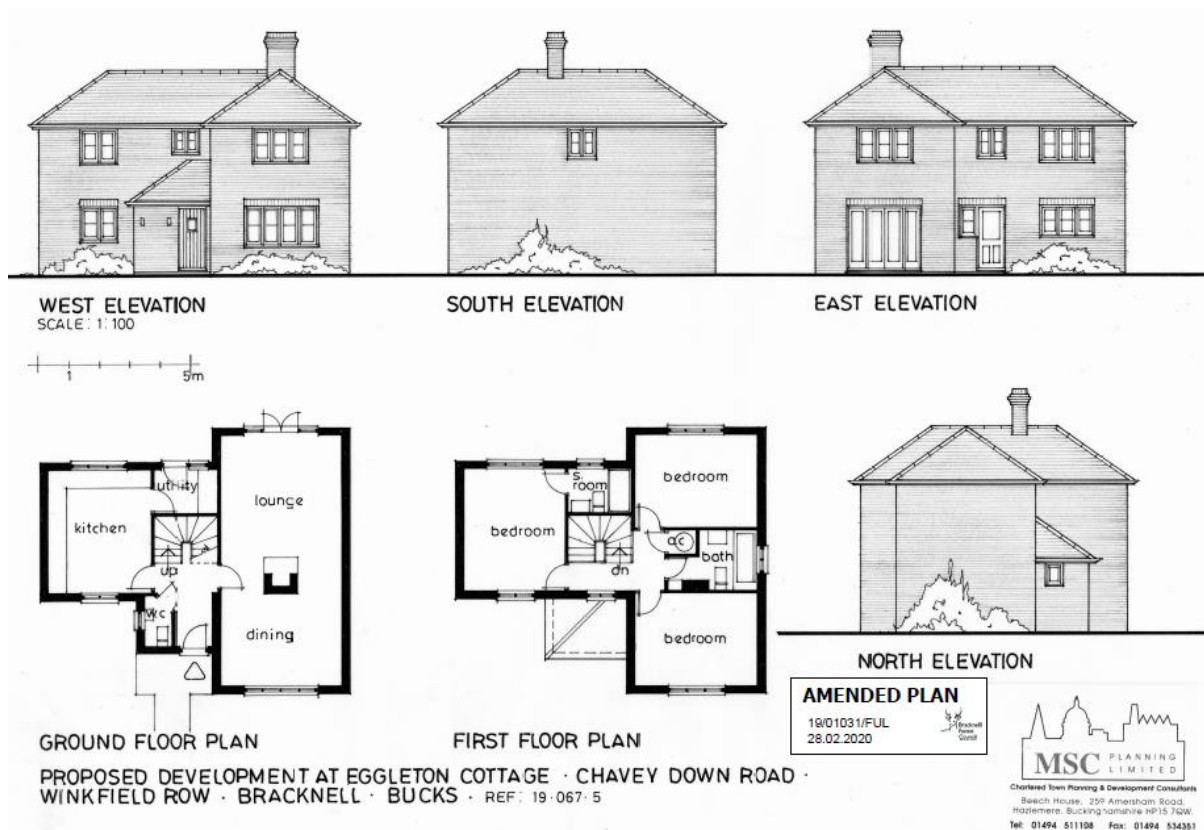 WEST ELEVATION
SCALE: 1:100
SOUTH ELEVATION
EAST ELEVATION
1 5m
utility
lounge
kitchen
up
wc
dining
GROUND FLOOR PLAN
s.
room
bedroom
bedroom
ac
bath
dn
bedroom
FIRST FLOOR PLAN
NORTH ELEVATION
AMENDED PLAN
19/01031/FUL
28.02.2020
Bracknell
Forest
Council
PROPOSED DEVELOPMENT AT EGGLETON COTTAGE · CHAVEY DOWN ROAD ·
WINKFIELD ROW · BRACKNELL · BUCKS · REF: 19·067·5
MSC PLANNING
LIMITED
Chartered Town Planning & Development Consultants
Beech House, 259 Amersham Road,
Hazlemere, Buckinghamshire HP15 7QW.
Tel: 01494 511108 Fax: 01494 534351